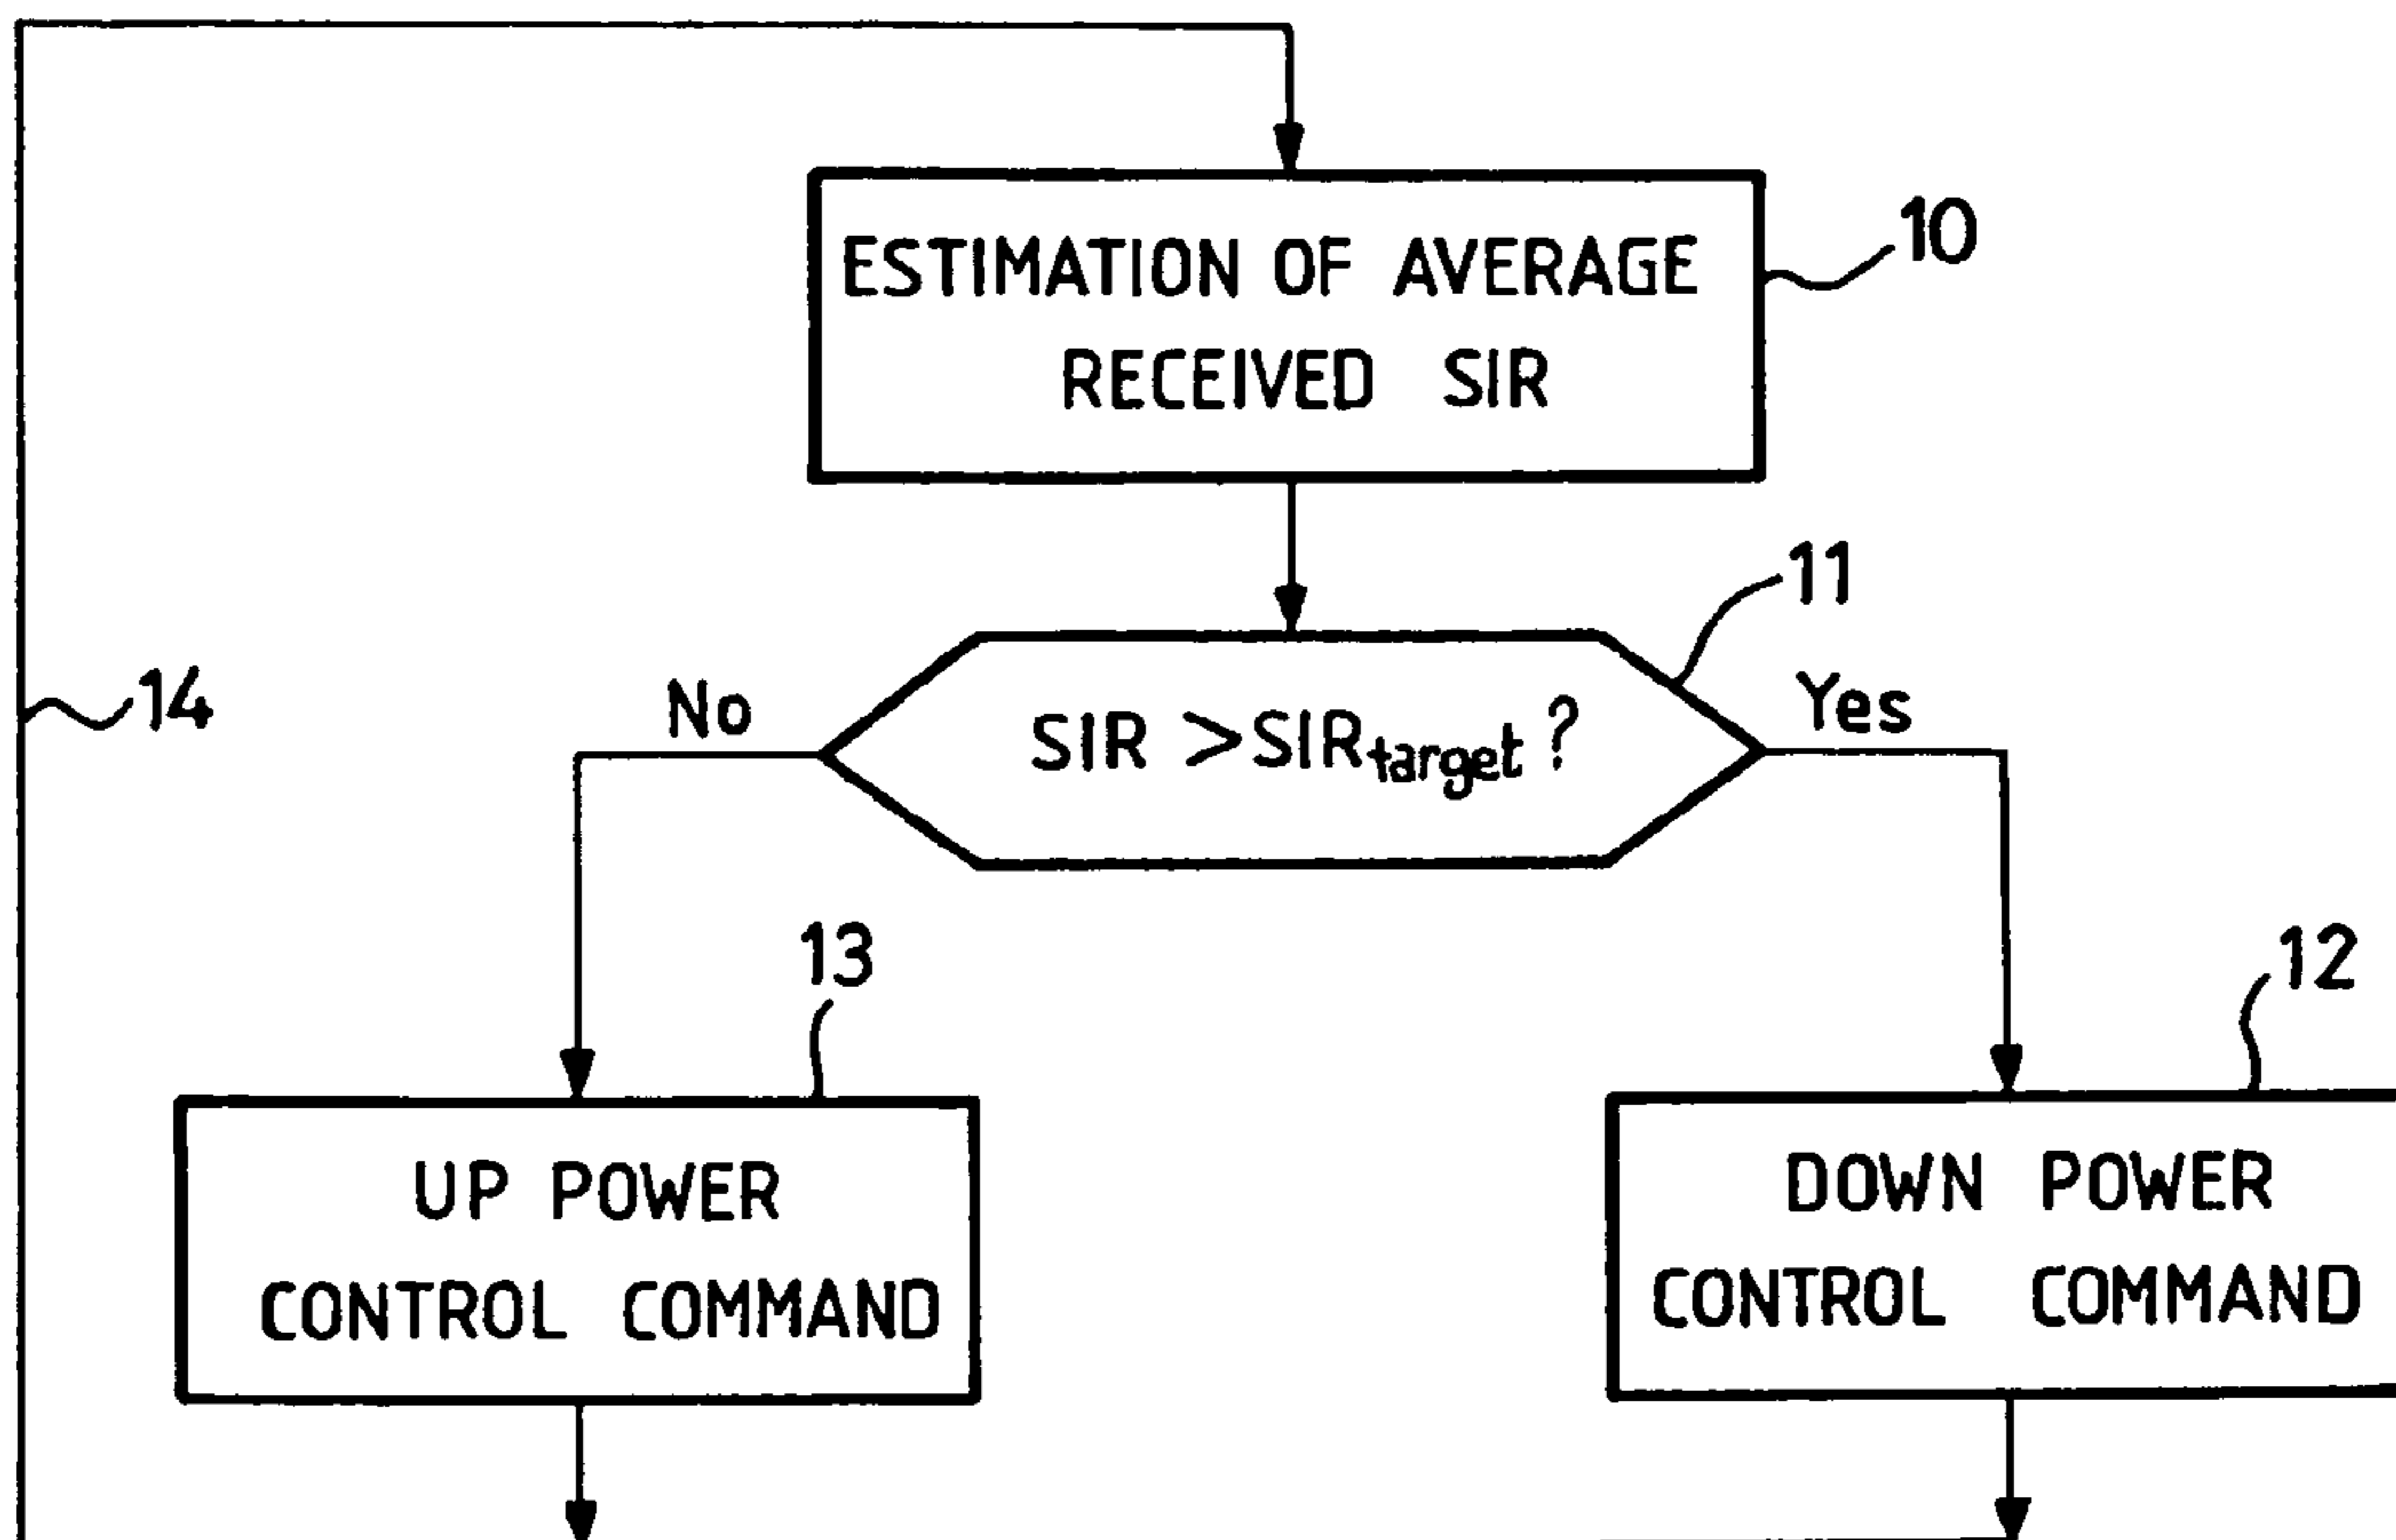 ESTIMATION OF AVERAGE
RECEIVED SIR
10
11
14
No
SIR >SIRtarget ?
Yes
13
12
UP POWER
CONTROL COMMAND
DOWN POWER
CONTROL COMMAND